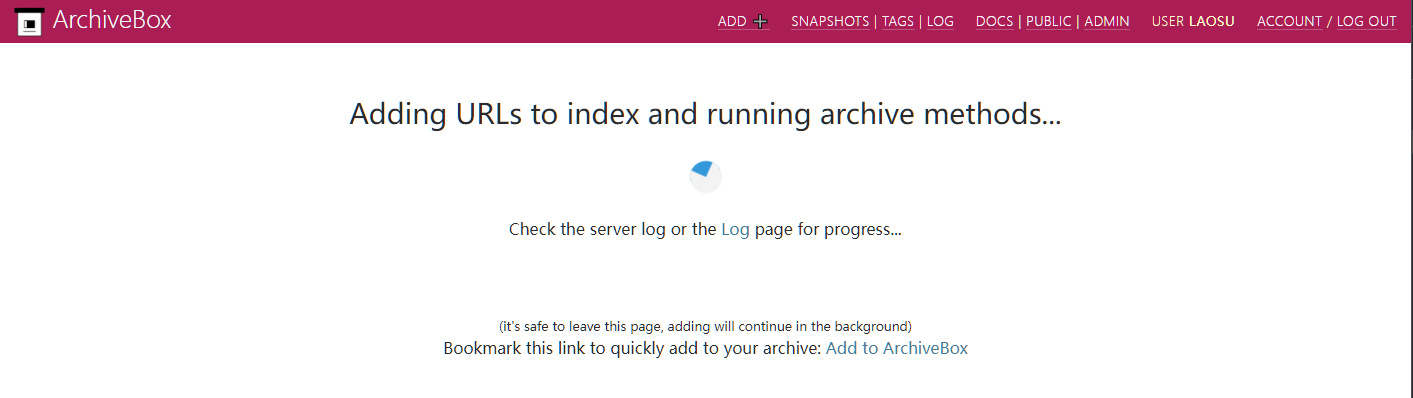 ArchiveBox
ADD ➕ SNAPSHOTS | TAGS | LOG DOCS | PUBLIC | ADMIN USER LAOSU ACCOUNT / LOG OUT
Adding URLs to index and running archive methods...
Check the server log or the Log page for progress...
(it's safe to leave this page, adding will continue in the background)
Bookmark this link to quickly add to your archive: Add to ArchiveBox